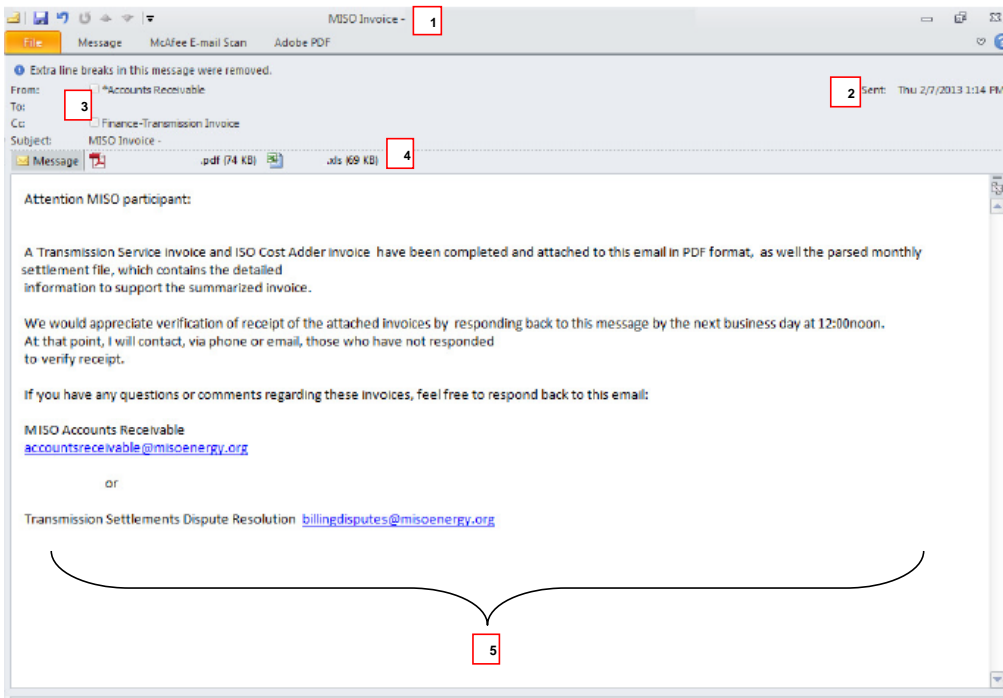 MISO Invoice -
1
File Message McAfee E-mail Scan Adobe PDF
Extra line breaks in this message were removed.
From: *Accounts Receivable
2
Sent: Thu 2/7/2013 1:14 PM
To:
3
Cc: Finance-Transmission Invoice
Subject: MISO Invoice -
Message .pdf (74 KB) .xls (69 KB)
4
Attention MISO participant:
A Transmission Service Invoice and ISO Cost Adder Invoice have been completed and attached to this email in PDF format, as well the parsed monthly
settlement file, which contains the detailed
information to support the summarized invoice.
We would appreciate verification of receipt of the attached invoices by responding back to this message by the next business day at 12:00noon.
At that point, I will contact, via phone or email, those who have not responded
to verify receipt.
If you have any questions or comments regarding these invoices, feel free to respond back to this email:
MISO Accounts Receivable
accountsreceivable@misoenergy.org
or
Transmission Settlements Dispute Resolution billingdisputes@misoenergy.org
5